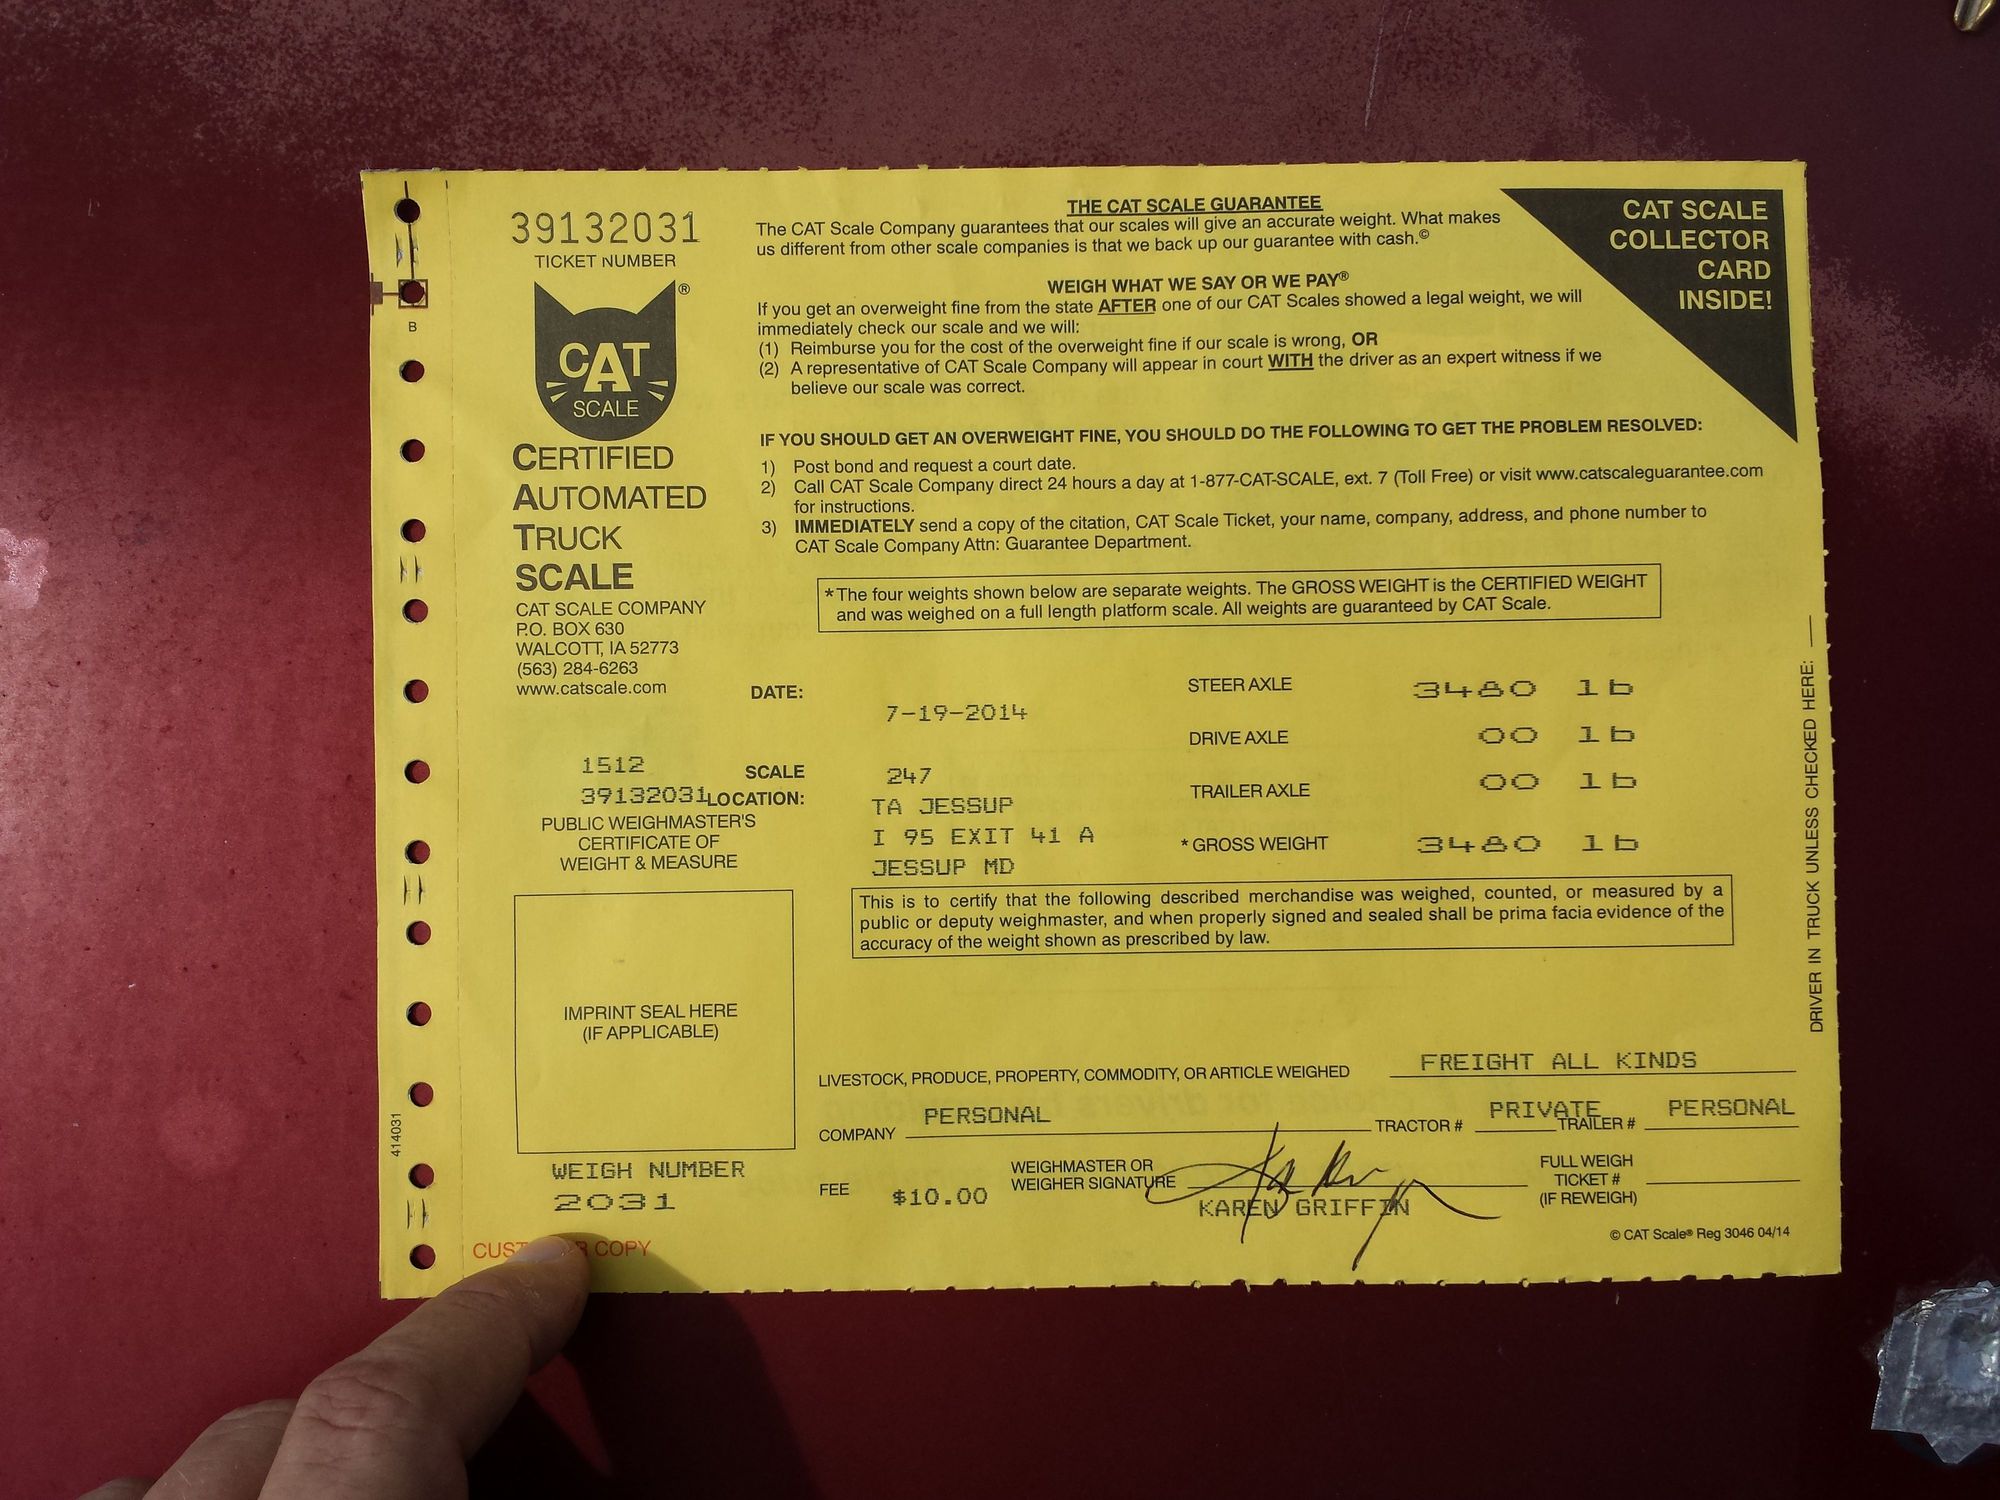 39132031
TICKET NUMBER
CAT
SCALE
®
CERTIFIED
AUTOMATED
TRUCK
SCALE
CAT SCALE COMPANY
P.O. BOX 630
WALCOTT, IA 52773
(563) 284-6263
www.catscale.com
THE CAT SCALE GUARANTEE
The CAT Scale Company guarantees that our scales will give an accurate weight. What makes
us different from other scale companies is that we back up our guarantee with cash.©
WEIGH WHAT WE SAY OR WE PAY®
If you get an overweight fine from the state AFTER one of our CAT Scales showed a legal weight, we will
immediately check our scale and we will:
(1) Reimburse you for the cost of the overweight fine if our scale is wrong, OR
(2) A representative of CAT Scale Company will appear in court WITH the driver as an expert witness if we
believe our scale was correct.
CAT SCALE
COLLECTOR
CARD
INSIDE!
IF YOU SHOULD GET AN OVERWEIGHT FINE, YOU SHOULD DO THE FOLLOWING TO GET THE PROBLEM RESOLVED:
1) Post bond and request a court date.
2) Call CAT Scale Company direct 24 hours a day at 1-877-CAT-SCALE, ext. 7 (Toll Free) or visit www.catscaleguarantee.com
for instructions.
3) IMMEDIATELY send a copy of the citation, CAT Scale Ticket, your name, company, address, and phone number to
CAT Scale Company Attn: Guarantee Department.
*The four weights shown below are separate weights. The GROSS WEIGHT is the CERTIFIED WEIGHT
and was weighed on a full length platform scale. All weights are guaranteed by CAT Scale.
DATE: 7-19-2014
1512
39132031
PUBLIC WEIGHMASTER'S
CERTIFICATE OF
WEIGHT & MEASURE
SCALE
LOCATION:
247
TA JESSUP
I 95 EXIT 41 A
JESSUP MD
STEER AXLE 3480 lb
DRIVE AXLE 00 lb
TRAILER AXLE 00 lb
* GROSS WEIGHT 3480 lb
This is to certify that the following described merchandise was weighed, counted, or measured by a
public or deputy weighmaster, and when properly signed and sealed shall be prima facia evidence of the
accuracy of the weight shown as prescribed by law.
DRIVER IN TRUCK UNLESS CHECKED HERE:
IMPRINT SEAL HERE
(IF APPLICABLE)
LIVESTOCK, PRODUCE, PROPERTY, COMMODITY, OR ARTICLE WEIGHED FREIGHT ALL KINDS
COMPANY PERSONAL TRACTOR # PRIVATE TRAILER # PERSONAL
WEIGH NUMBER
2031
FEE $10.00
WEIGHMASTER OR
WEIGHER SIGNATURE
KAREN GRIFFIN
FULL WEIGH
TICKET #
(IF REWEIGH)
© CAT Scale® Reg 3046 04/14
COPY
414031
B